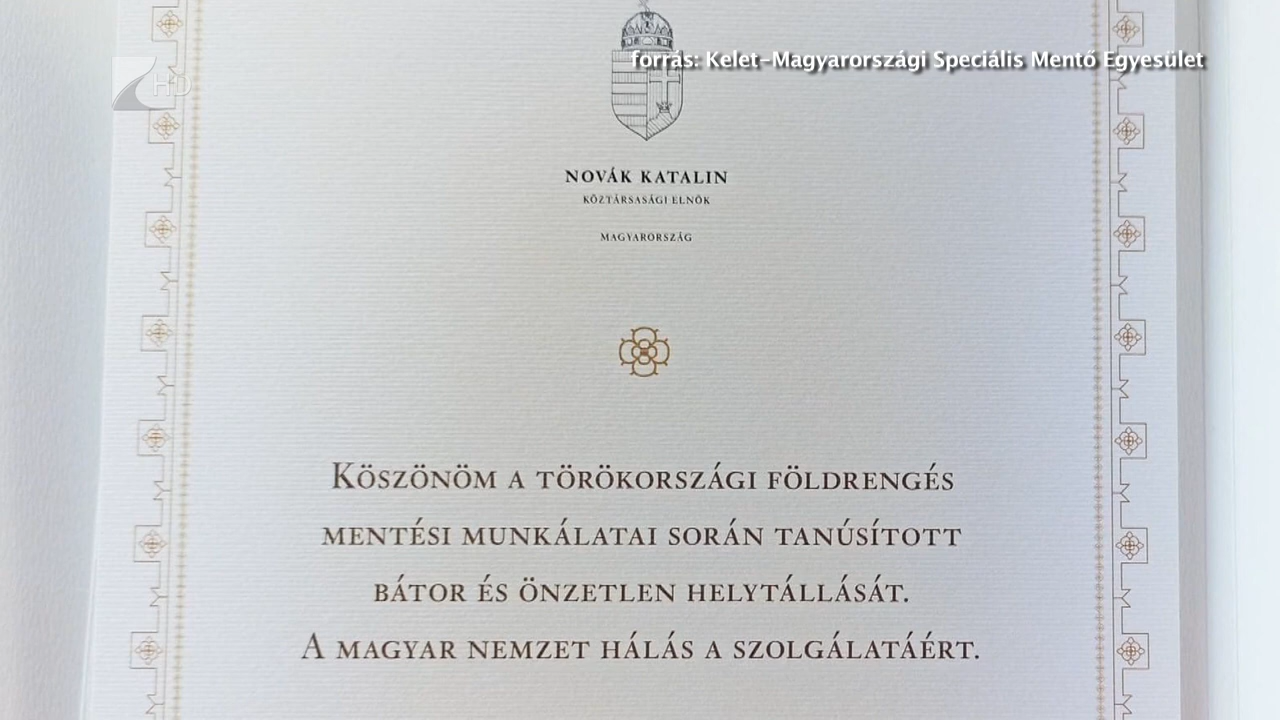 forrás: Kelet-Magyarországi Speciális Mentő Egyesület
HD
NOVÁK KATALIN
KÖZTÁRSASÁGI ELNÖK
MAGYARORSZÁG
KÖSZÖNÖM A TÖRÖKORSZÁGI FÖLDRENGÉS
MENTÉSI MUNKÁLATAI SORÁN TANÚSÍTOTT
BÁTOR ÉS ÖNZETLEN HELYTÁLLÁSÁT.
A MAGYAR NEMZET HÁLÁS A SZOLGÁLATÁÉRT.